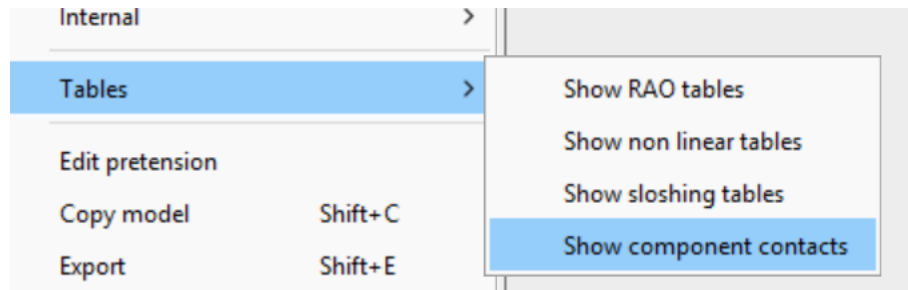 Internal >
Tables >
Show RAO tables
Show non linear tables
Show sloshing tables
Show component contacts
Edit pretension
Copy model Shift+C
Export Shift+E